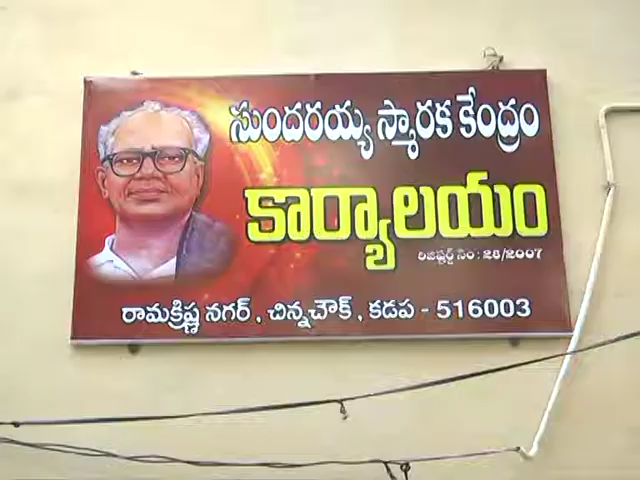 సుందరయ్య స్మారక కేంద్రం
కార్యాలయం
రిజిష్టర్డ్ నెం : 28/2007
రామక్రిష్ణ నగర్, చిన్నచౌక్, కడప - 516003